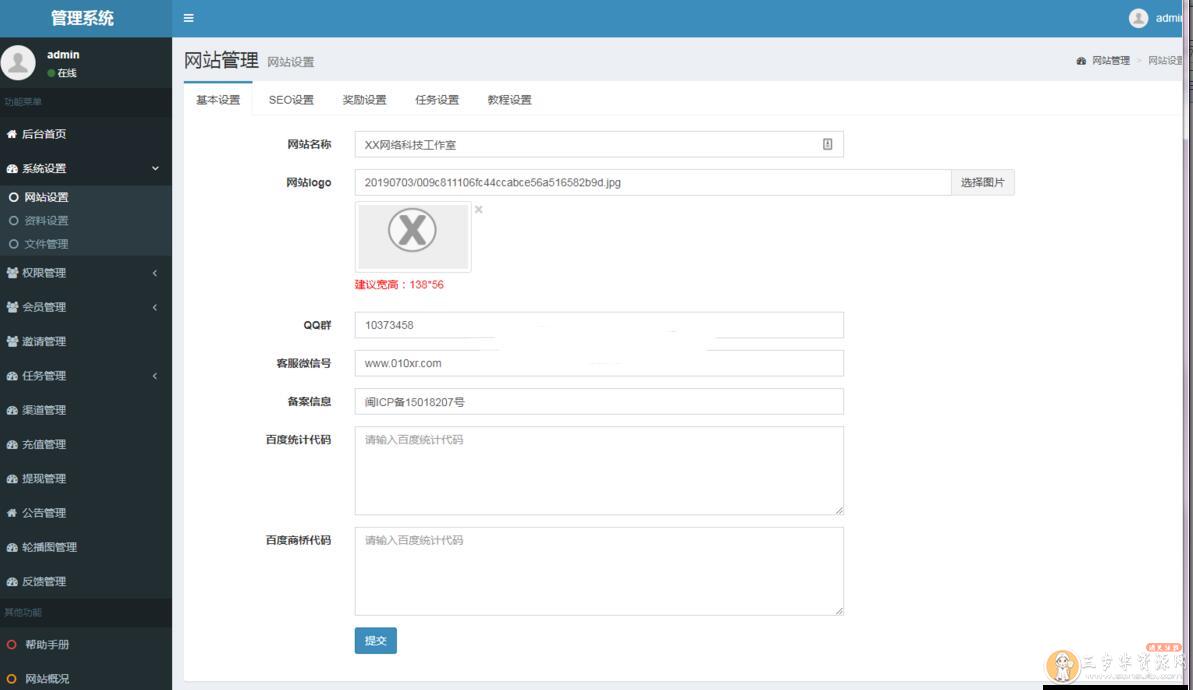 管理系统
admin
admin
在线
网站管理 网站设置
网站管理 > 网站设置
功能菜单
后台首页
系统设置
网站设置
资料设置
文件管理
权限管理
会员管理
邀请管理
任务管理
渠道管理
充值管理
提现管理
公告管理
轮播图管理
反馈管理
其他功能
帮助手册
网站概况
基本设置 SEO设置 奖励设置 任务设置 教程设置
网站名称 XX网络科技工作室
网站logo 20190703/009c811106fc44ccabce56a516582b9d.jpg 选择图片
X
建议宽高：138*56
QQ群 10373458
客服微信号 www.010xr.com
备案信息 闽ICP备15018207号
百度统计代码 请输入百度统计代码
百度商桥代码 请输入百度统计代码
提交
三步半资源网